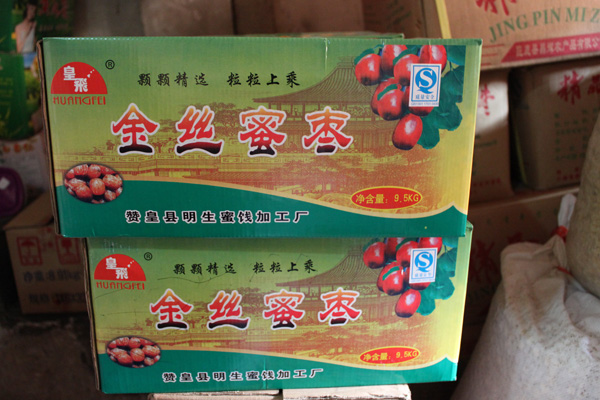 皇飛
HUANGFEI
®
颗颗精选 粒粒上乘
金丝蜜枣
净含量：9.5KG
赞皇县明生蜜饯加工厂
皇飛
HUANGFEI
®
颗颗精选 粒粒上乘
金丝蜜枣
净含量：9.5KG
赞皇县明生蜜饯加工厂
JING PIN MI Z